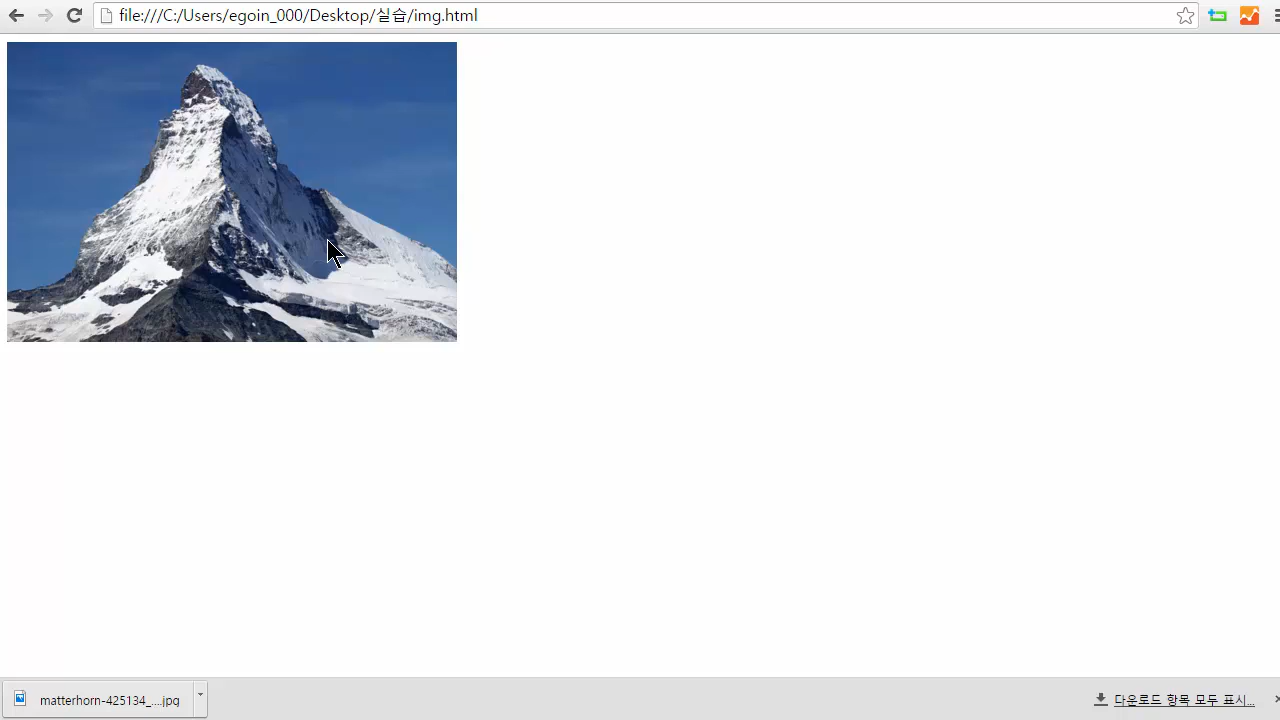 file:///C:/Users/egoin_000/Desktop/실습/img.html
matterhorn-425134_....jpg
다운로드 항목 모두 표시...